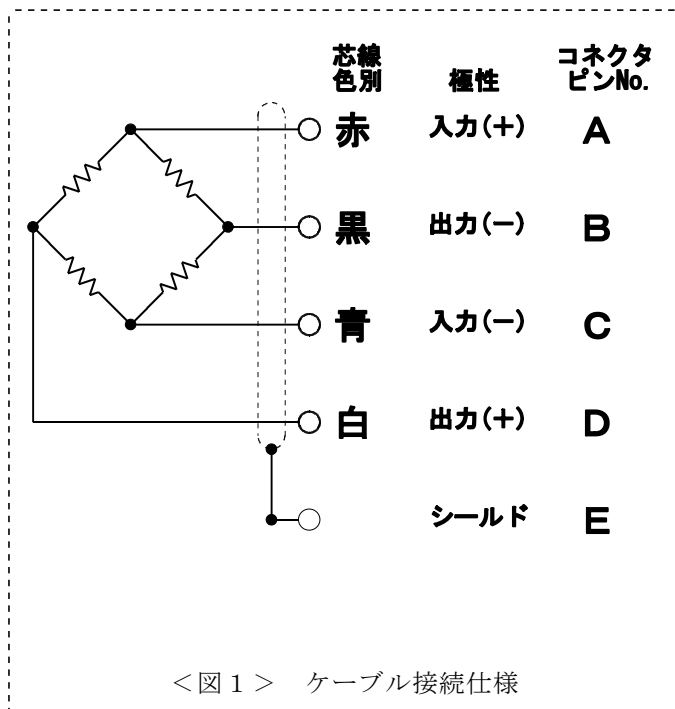 芯線
色別
極性
コネクタ
ピンNo.
赤 入力(+) A
黒 出力(−) B
青 入力(−) C
白 出力(+) D
シールド E
<図1> ケーブル接続仕様